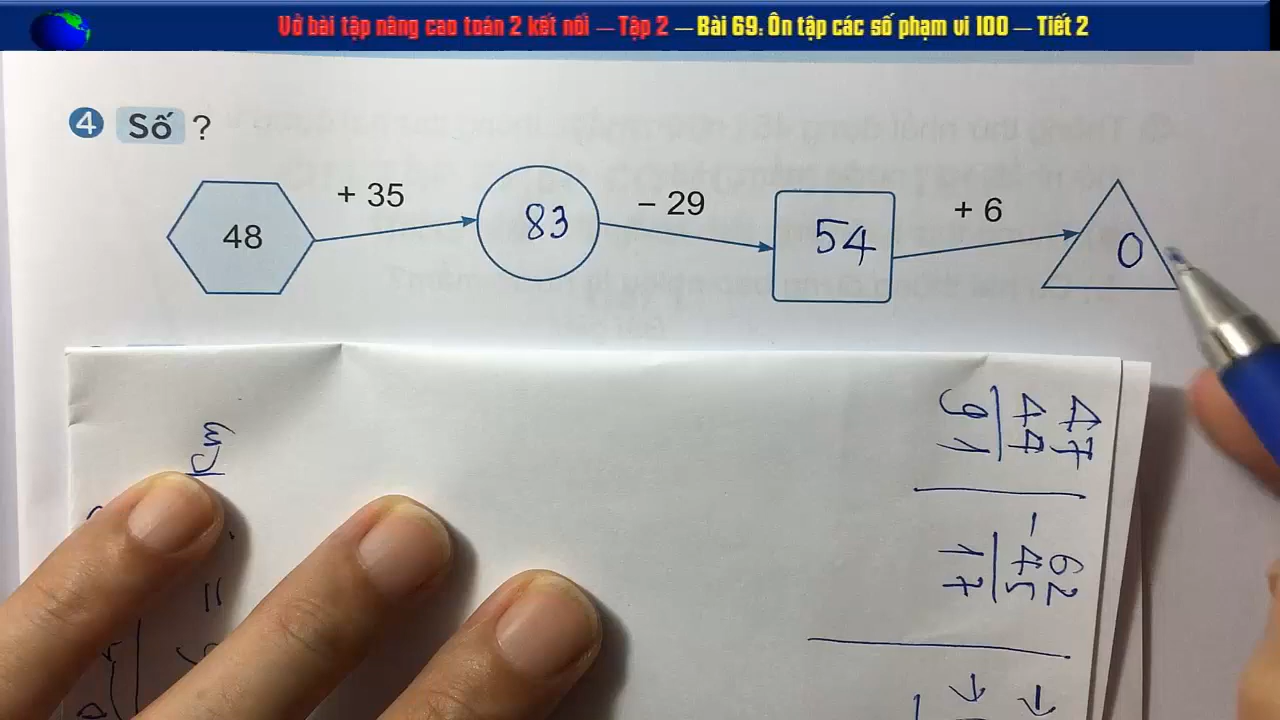 Vở bài tập nâng cao toán 2 kết nối – Tập 2 – Bài 69: Ôn tập các số phạm vi 100 – Tiết 2
4 Số ?
48 + 35 83 – 29 54 + 6 0
47
44
91
–
62
45
17